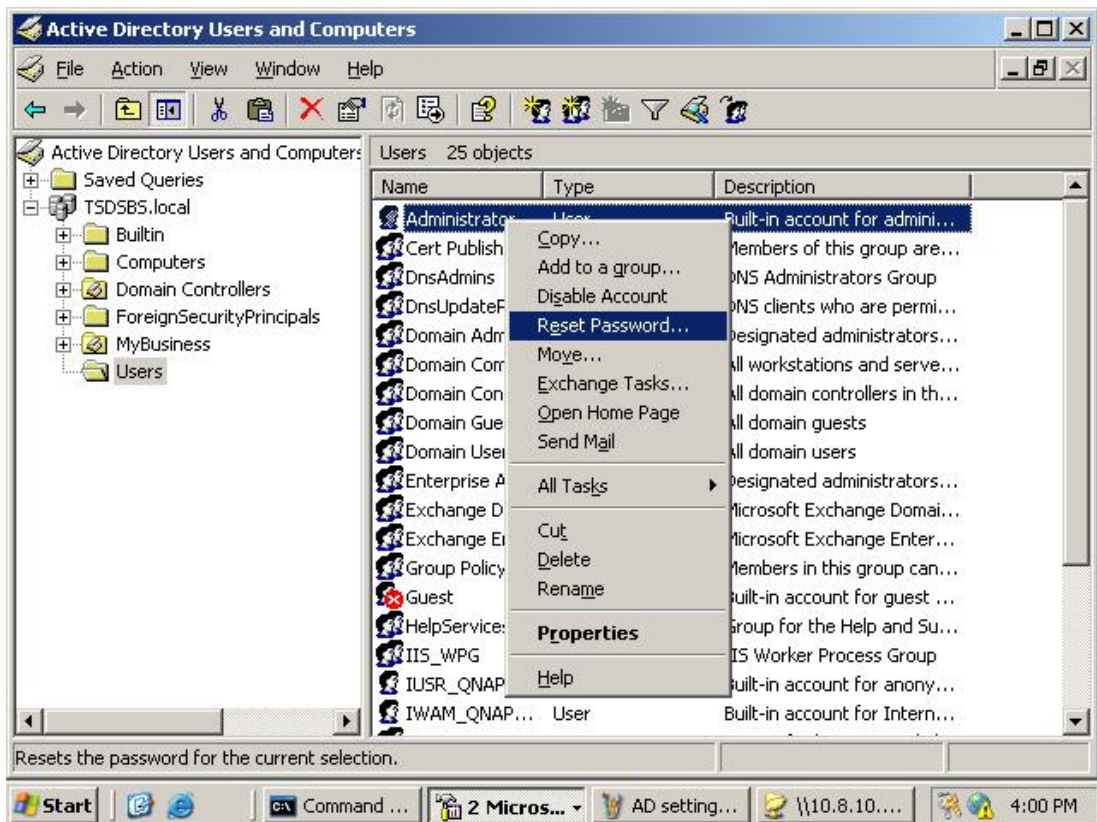 Active Directory Users and Computers
File Action View Window Help
Active Directory Users and Computers
Saved Queries
TSDSBS.local
Builtin
Computers
Domain Controllers
ForeignSecurityPrincipals
MyBusiness
Users
Users 25 objects
Name Type Description
Administrator User Built-in account for admini...
Cert Publish Members of this group are...
DnsAdmins DNS Administrators Group
DnsUpdateP DNS clients who are permi...
Domain Adm Designated administrators...
Domain Com All workstations and serve...
Domain Con All domain controllers in th...
Domain Gue All domain guests
Domain User All domain users
Enterprise A Designated administrators...
Exchange D Microsoft Exchange Domai...
Exchange En Microsoft Exchange Enter...
Group Policy Members in this group can...
Guest Built-in account for guest ...
HelpServices Group for the Help and Su...
IIS_WPG IIS Worker Process Group
IUSR_QNAP Built-in account for anony...
IWAM_QNAP... User Built-in account for Intern...
Copy...
Add to a group...
Disable Account
Reset Password...
Move...
Exchange Tasks...
Open Home Page
Send Mail
All Tasks
Cut
Delete
Rename
Properties
Help
Resets the password for the current selection.
Start Command ... 2 Micros... AD setting... \\10.8.10.... 4:00 PM